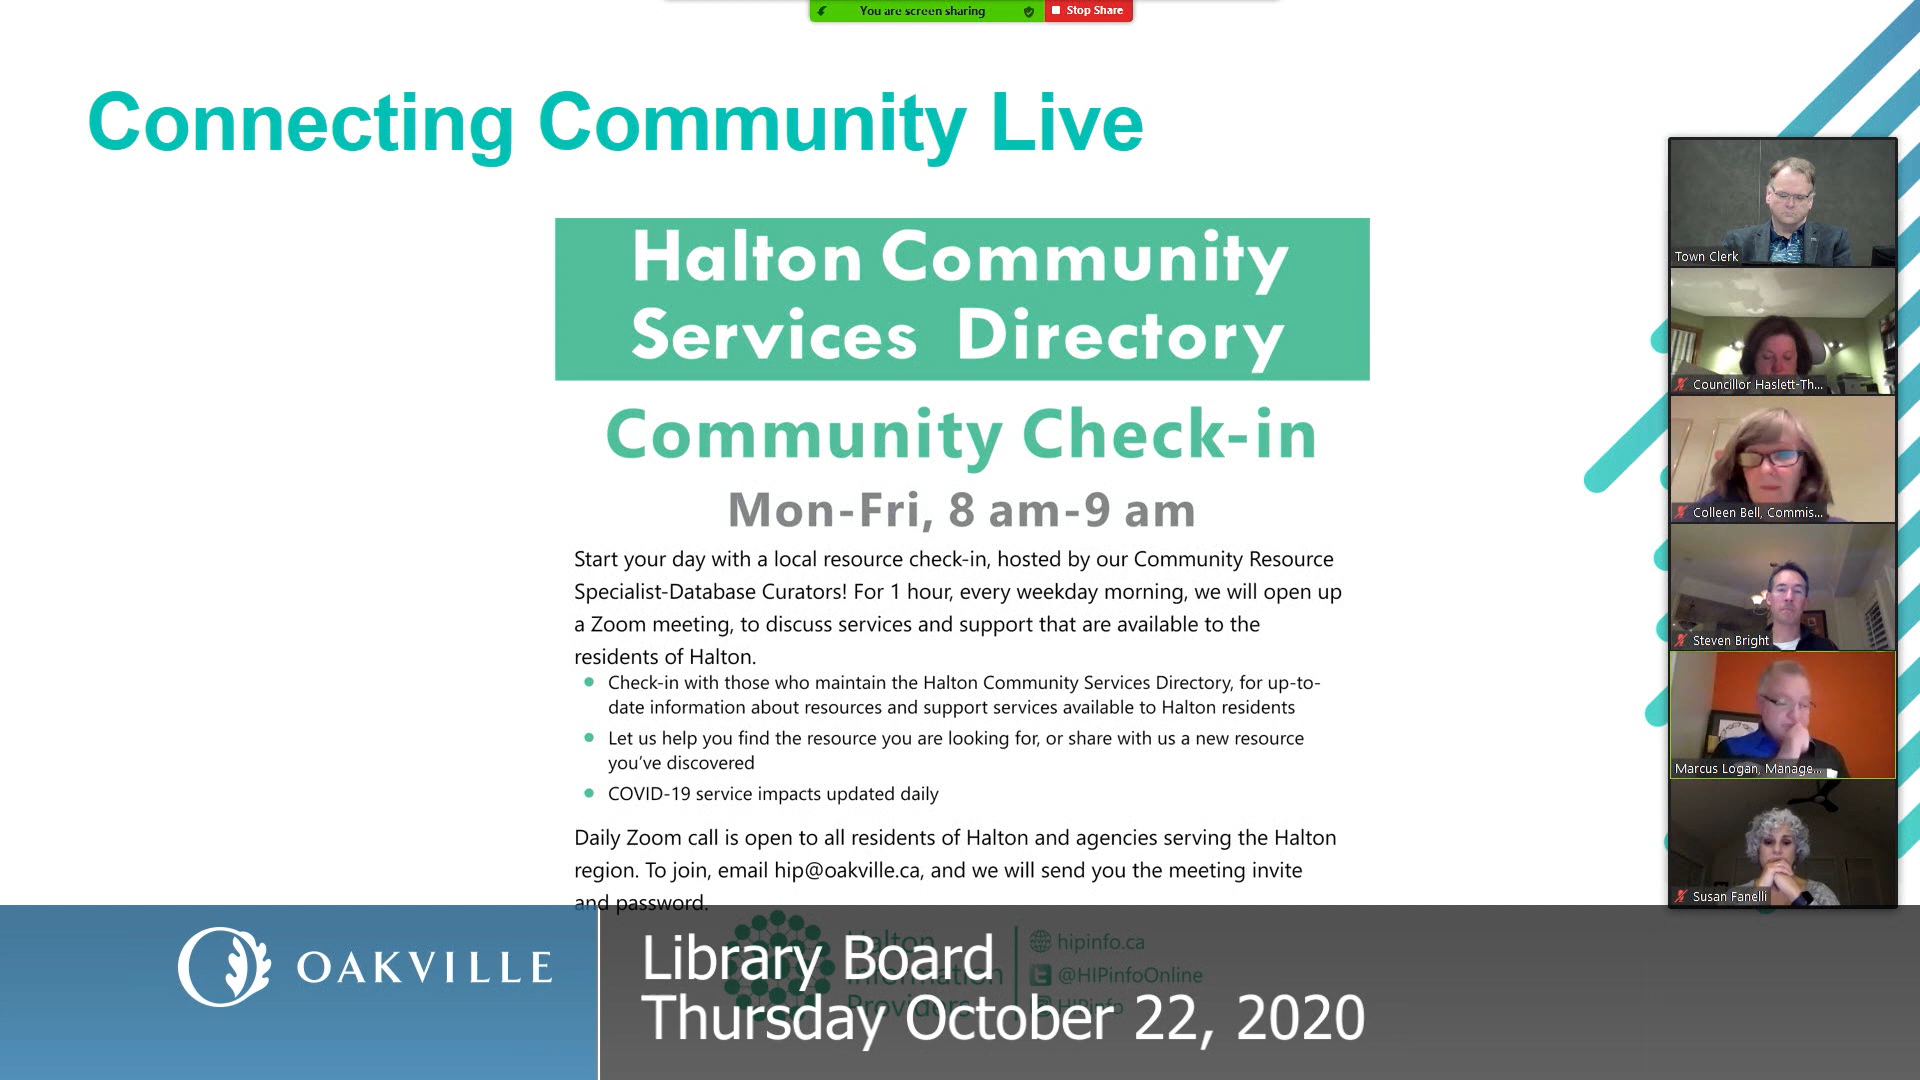 You are screen sharing
Stop Share
Connecting Community Live
Halton Community
Services Directory
Community Check-in
Mon-Fri, 8 am-9 am
Start your day with a local resource check-in, hosted by our Community Resource
Specialist-Database Curators! For 1 hour, every weekday morning, we will open up
a Zoom meeting, to discuss services and support that are available to the
residents of Halton.
Check-in with those who maintain the Halton Community Services Directory, for up-to-
date information about resources and support services available to Halton residents
Let us help you find the resource you are looking for, or share with us a new resource
you've discovered
COVID-19 service impacts updated daily
Daily Zoom call is open to all residents of Halton and agencies serving the Halton
region. To join, email hip@oakville.ca, and we will send you the meeting invite
and password.
Halton
Information
Providers
hipinfo.ca
@HIPinfoOnline
HIPinfo
Town Clerk
Councillor Haslett-Th...
Colleen Bell, Commis...
Steven Bright
Marcus Logan, Manage...
Susan Fanelli
OAKVILLE
Library Board
Thursday October 22, 2020